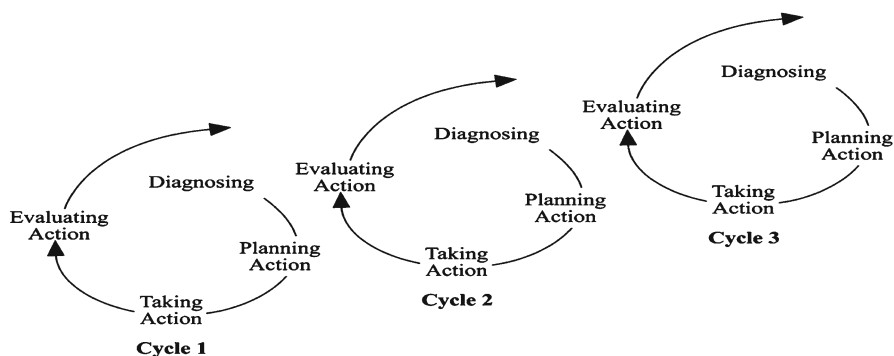 Diagnosing
Planning
Action
Taking
Action
Evaluating
Action
Cycle 1
Diagnosing
Planning
Action
Taking
Action
Evaluating
Action
Cycle 2
Diagnosing
Planning
Action
Taking
Action
Evaluating
Action
Cycle 3